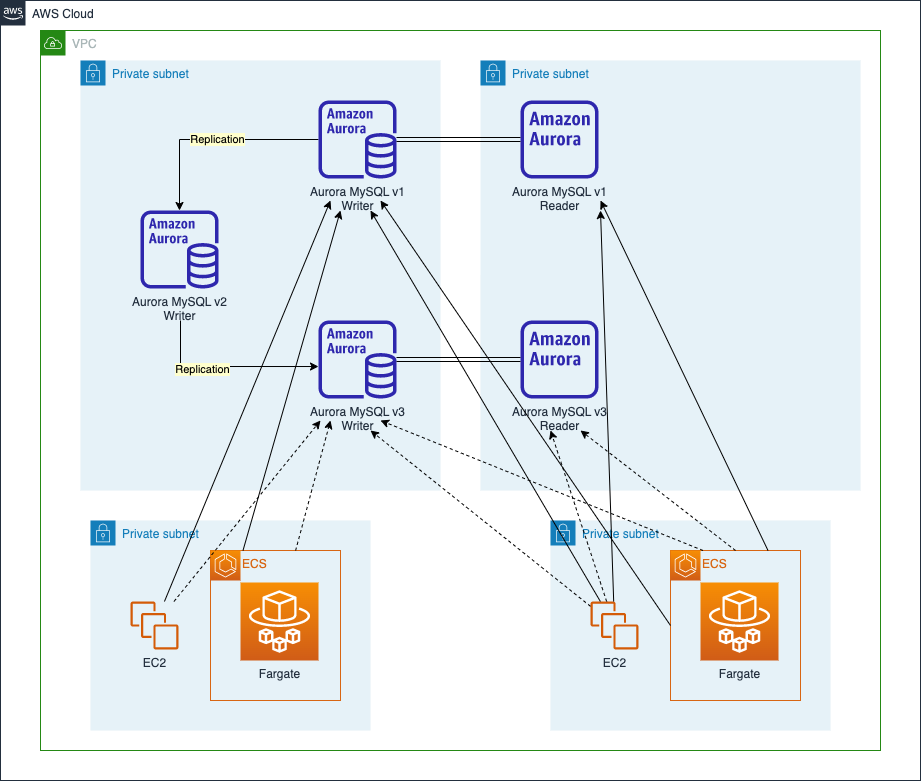 aws
AWS Cloud
VPC
Private subnet
Private subnet
Amazon
Aurora
Amazon
Aurora
Replication
Aurora MySQL v1
Writer
Aurora MySQL v1
Reader
Amazon
Aurora
Aurora MySQL v2
Writer
Amazon
Aurora
Amazon
Aurora
Replication
Aurora MySQL v3
Writer
Aurora MySQL v3
Reader
Private subnet
Private subnet
ECS
ECS
EC2
Fargate
EC2
Fargate